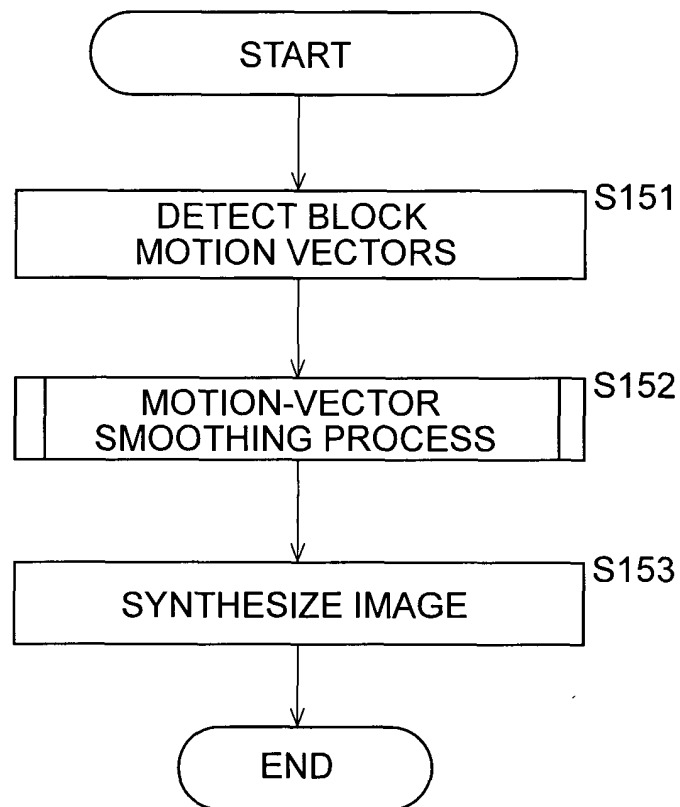 START
S151
DETECT BLOCK
MOTION VECTORS
S152
MOTION-VECTOR
SMOOTHING PROCESS
S153
SYNTHESIZE IMAGE
END